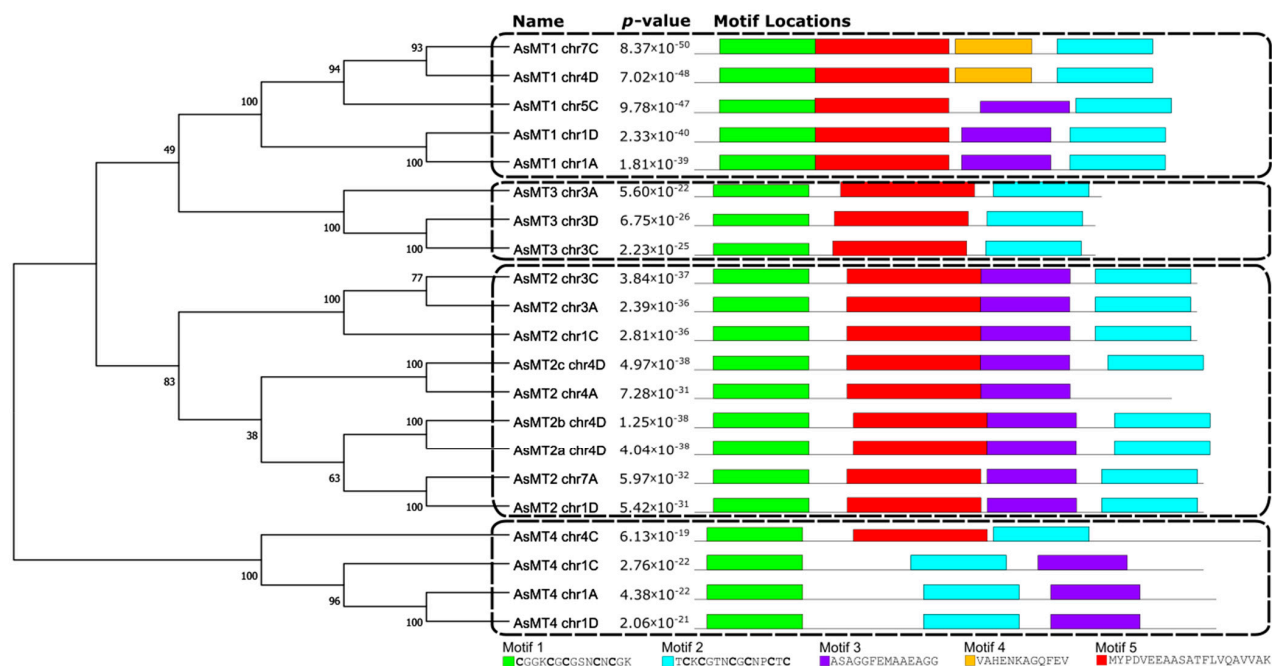 Name p-value Motif Locations
93 AsMT1 chr7C 8.37×10⁻⁵⁰
94 AsMT1 chr4D 7.02×10⁻⁴⁸
100 AsMT1 chr5C 9.78×10⁻⁴⁷
49 AsMT1 chr1D 2.33×10⁻⁴⁰
100 AsMT1 chr1A 1.81×10⁻³⁹
AsMT3 chr3A 5.60×10⁻²²
100 AsMT3 chr3D 6.75×10⁻²⁶
100 AsMT3 chr3C 2.23×10⁻²⁵
77 AsMT2 chr3C 3.84×10⁻³⁷
100 AsMT2 chr3A 2.39×10⁻³⁶
AsMT2 chr1C 2.81×10⁻³⁶
100 AsMT2c chr4D 4.97×10⁻³⁸
83 AsMT2 chr4A 7.28×10⁻³¹
100 AsMT2b chr4D 1.25×10⁻³⁸
38 AsMT2a chr4D 4.04×10⁻³⁸
63 AsMT2 chr7A 5.97×10⁻³²
100 AsMT2 chr1D 5.42×10⁻³¹
AsMT4 chr4C 6.13×10⁻¹⁹
100 AsMT4 chr1C 2.76×10⁻²²
96 AsMT4 chr1A 4.38×10⁻²²
100 AsMT4 chr1D 2.06×10⁻²¹
Motif 1 Motif 2 Motif 3 Motif 4 Motif 5
CGGKCGCGSNCNCGK TCKCGTNCGCNPCTC ASAGGFEMAAEAGG VAHENKAGQFEV MYPDVEEAASATFLVQAVVAK